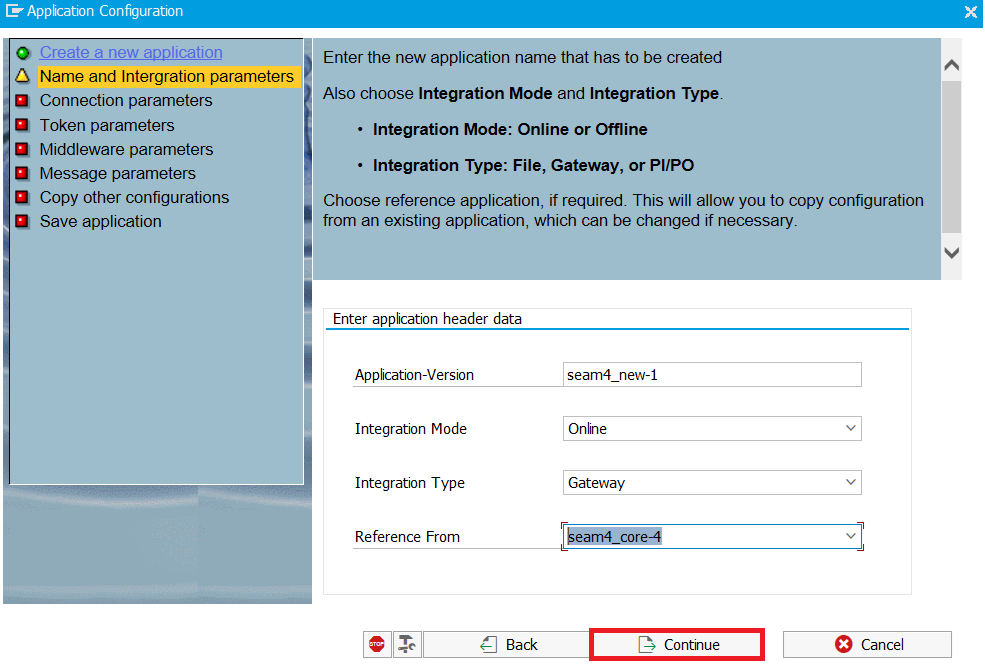 Application Configuration
Create a new application
Name and Intergration parameters
Connection parameters
Token parameters
Middleware parameters
Message parameters
Copy other configurations
Save application
Enter the new application name that has to be created
Also choose Integration Mode and Integration Type.
• Integration Mode: Online or Offline
• Integration Type: File, Gateway, or PI/PO
Choose reference application, if required. This will allow you to copy configuration
from an existing application, which can be changed if necessary.
Enter application header data
Application-Version seam4_new-1
Integration Mode Online
Integration Type Gateway
Reference From seam4_core-4
STOP Back Continue Cancel